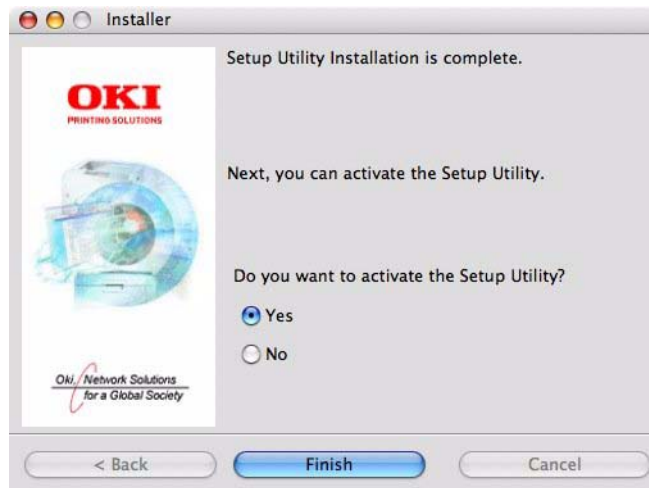 Installer
OKI
PRINTING SOLUTIONS
Oki, Network Solutions
for a Global Society
Setup Utility Installation is complete.
Next, you can activate the Setup Utility.
Do you want to activate the Setup Utility?
Yes
No
< Back
Finish
Cancel